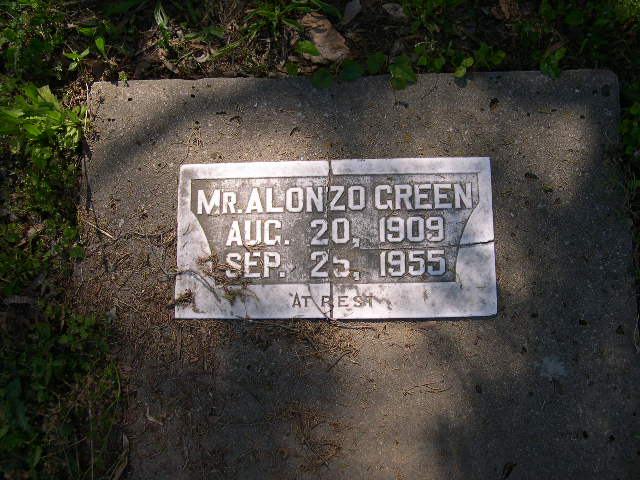 MR. ALONZO GREEN
AUG. 20, 1909
SEP. 25, 1955
AT REST